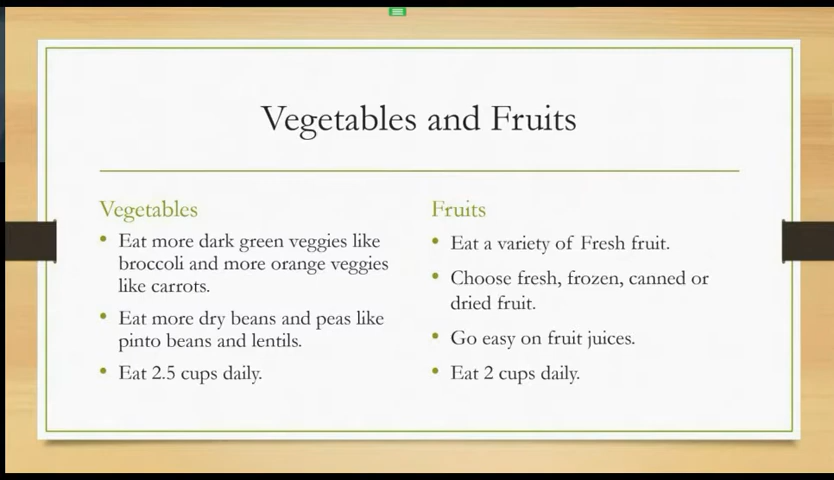 Vegetables and Fruits
Vegetables
• Eat more dark green veggies like
broccoli and more orange veggies
like carrots.
• Eat more dry beans and peas like
pinto beans and lentils.
• Eat 2.5 cups daily.
Fruits
• Eat a variety of Fresh fruit.
• Choose fresh, frozen, canned or
dried fruit.
• Go easy on fruit juices.
• Eat 2 cups daily.